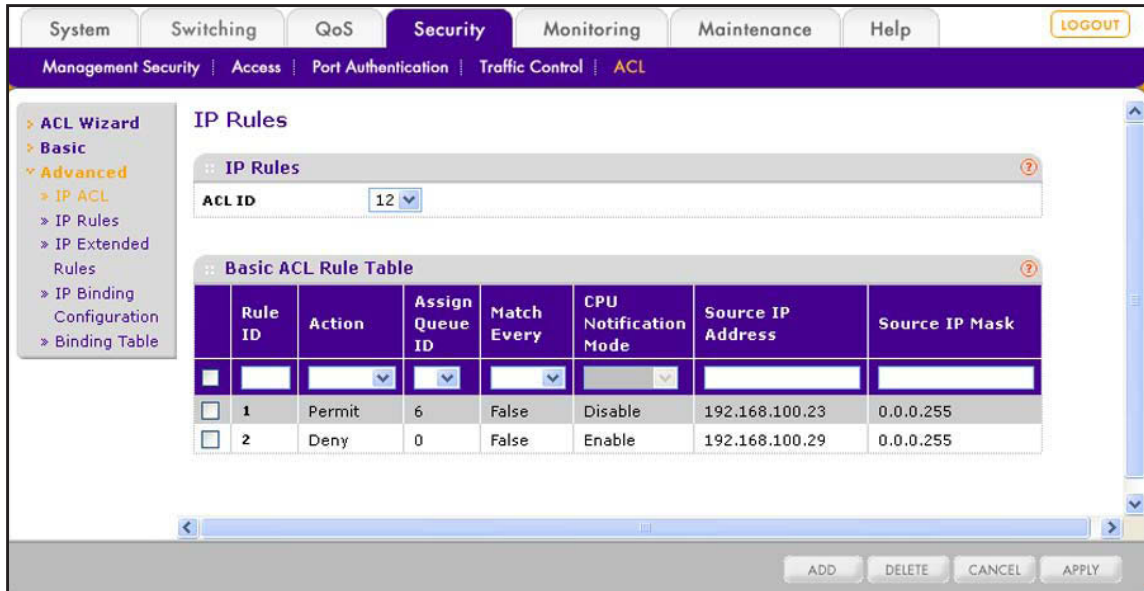 System Switching QoS Security Monitoring Maintenance Help LOGOUT
Management Security Access Port Authentication Traffic Control ACL
ACL Wizard
Basic
Advanced
» IP ACL
» IP Rules
» IP Extended
Rules
» IP Binding
Configuration
» Binding Table
IP Rules
IP Rules
ACL ID 12
Basic ACL Rule Table
Rule ID Action Assign Queue ID Match Every CPU Notification Mode Source IP Address Source IP Mask
1 Permit 6 False Disable 192.168.100.23 0.0.0.255
2 Deny 0 False Enable 192.168.100.29 0.0.0.255
ADD DELETE CANCEL APPLY